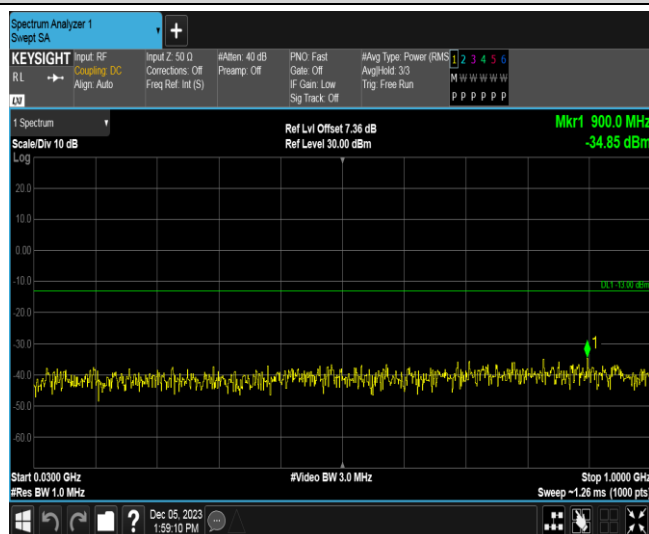 Spectrum Analyzer 1
Swept SA
+
KEYSIGHT Input: RF Input Z: 50 Ω #Atten: 40 dB PNO: Fast #Avg Type: Power (RMS 1 2 3 4 5 6
RL Coupling: DC Corrections: Off Preamp: Off Gate: Off Avg|Hold: 3/3 M W W W W W
Align: Auto Freq Ref: Int (S) IF Gain: Low Trig: Free Run
Sig Track: Off P P P P P P
LXI
1 Spectrum Ref Lvl Offset 7.36 dB Mkr1 900.0 MHz
Scale/Div 10 dB Ref Level 30.00 dBm -34.85 dBm
Log
20.0
10.0
0.00
-10.0
DL1 -13.00 dBm
-20.0
-30.0
1
-40.0
-50.0
-60.0
Start 0.0300 GHz #Video BW 3.0 MHz Stop 1.0000 GHz
#Res BW 1.0 MHz Sweep ~1.26 ms (1000 pts)
? Dec 05, 2023
1:59:10 PM